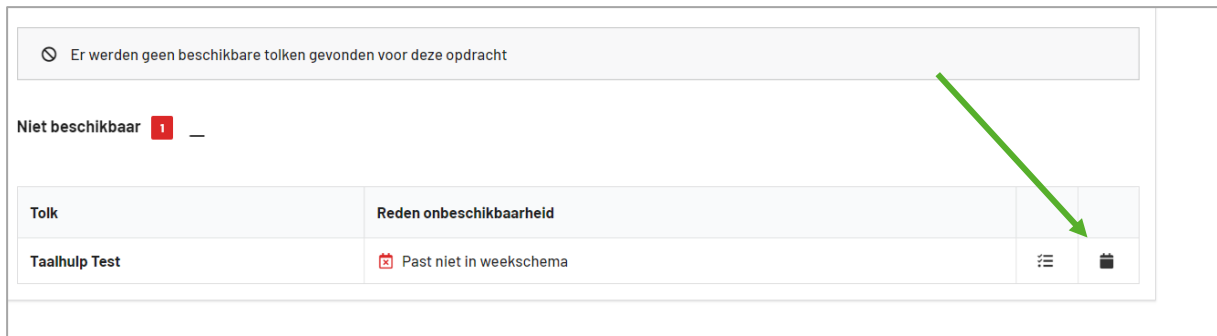 Er werden geen beschikbare tolken gevonden voor deze opdracht
Niet beschikbaar 1
Tolk Reden onbeschikbaarheid
Taalhulp Test Past niet in weekschema